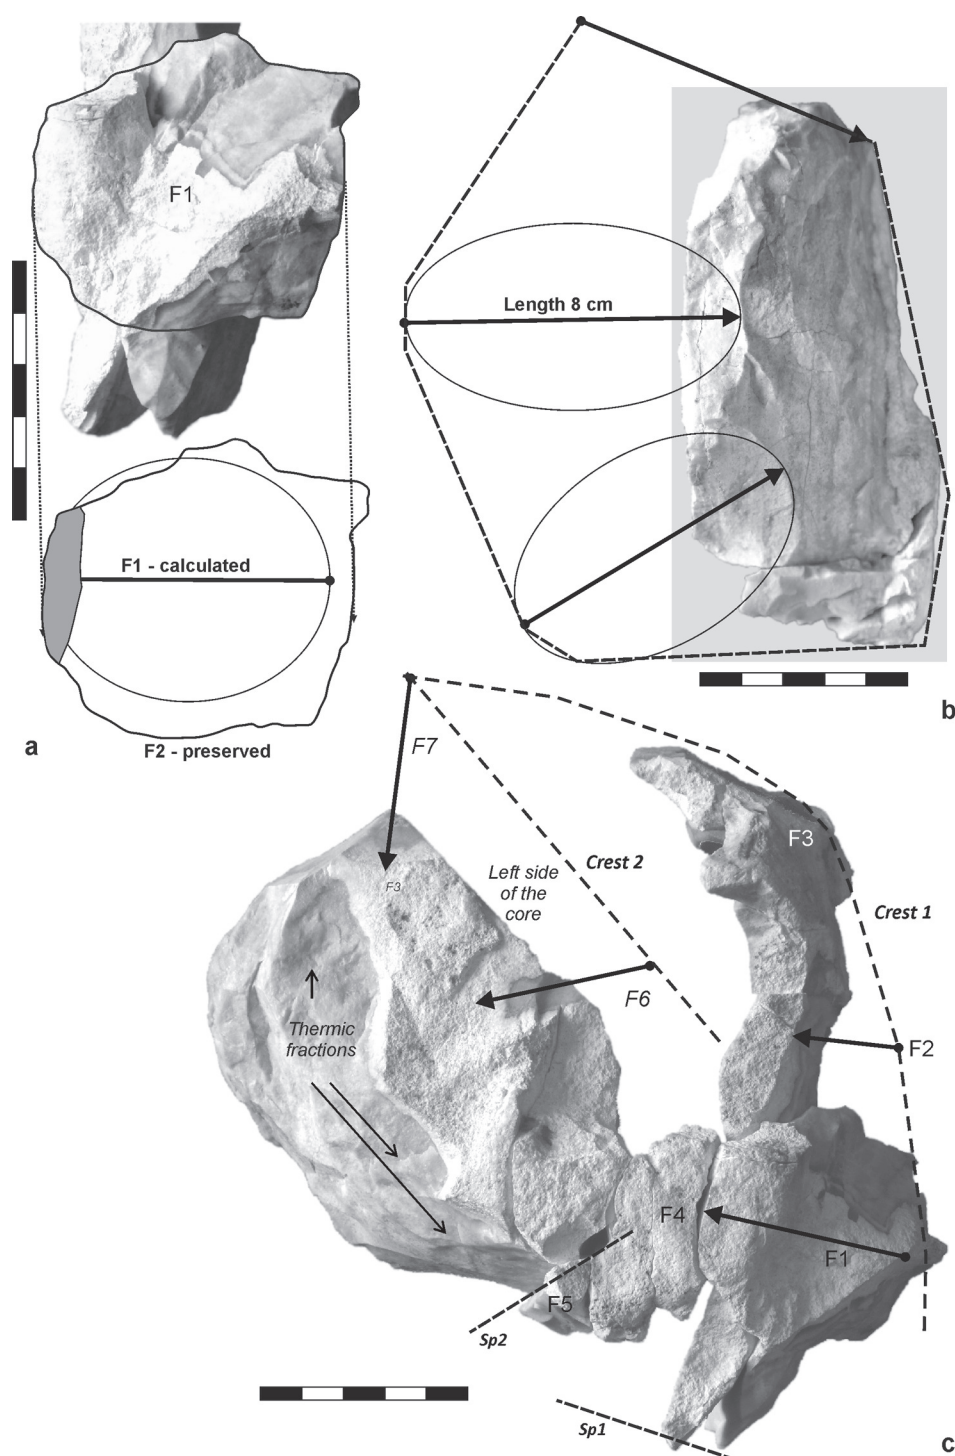 F1
Length 8 cm
F1 - calculated
a
F2 - preserved
b
F7
F3
F3
Crest 2
Left side
of the
core
Crest 1
F6
Thermic
fractions
F2
F4
F1
F5
Sp2
Sp1
c